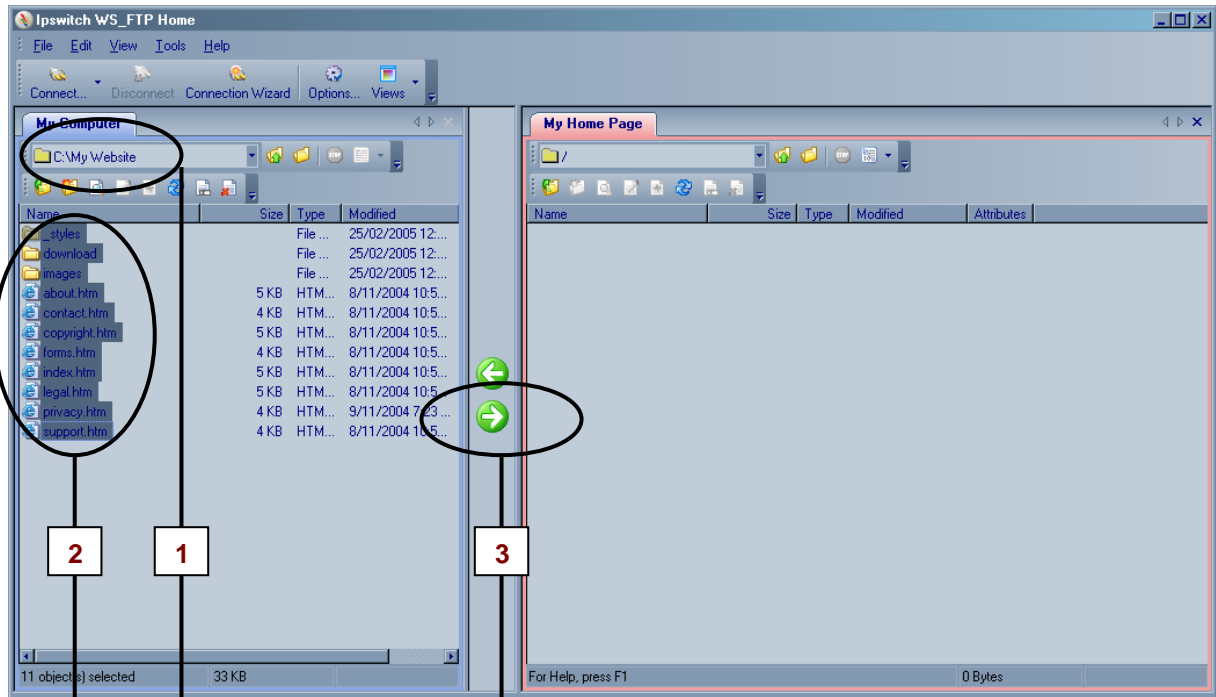 Ipswitch WS_FTP Home
File Edit View Tools Help
Connect... Disconnect Connection Wizard Options... Views
My Computer
My Home Page
C:\My Website
/
Name Size Type Modified
Name Size Type Modified Attributes
_styles File ... 25/02/2005 12:...
download File ... 25/02/2005 12:...
images File ... 25/02/2005 12:...
about.htm 5 KB HTM... 8/11/2004 10:5...
contact.htm 4 KB HTM... 8/11/2004 10:5...
copyright.htm 5 KB HTM... 8/11/2004 10:5...
forms.htm 4 KB HTM... 8/11/2004 10:5...
index.htm 5 KB HTM... 8/11/2004 10:5...
legal.htm 5 KB HTM... 8/11/2004 10:5...
privacy.htm 4 KB HTM... 9/11/2004 7:23 ...
support.htm 4 KB HTM... 8/11/2004 10:5...
2 1 3
11 object(s) selected 33 KB
For Help, press F1 0 Bytes